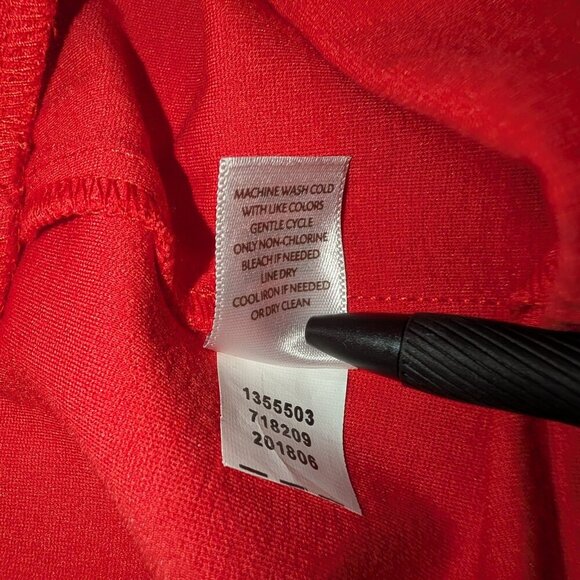 MACHINE WASH COLD
WITH LIKE COLORS
GENTLE CYCLE
ONLY NON-CHLORINE
BLEACH IF NEEDED
LINE DRY
COOL IRON IF NEEDED
OR DRY CLEAN
1355503
718209
201806